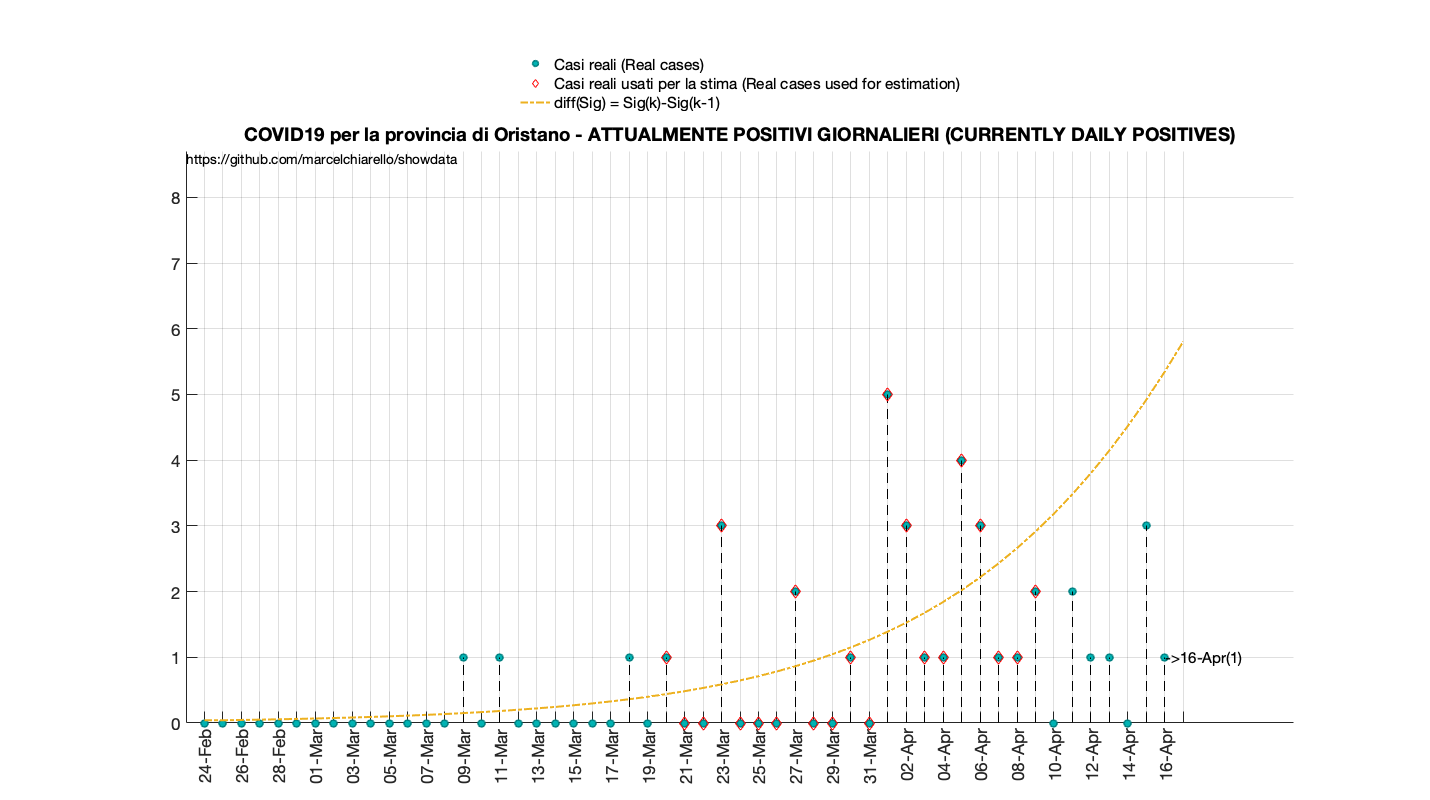 Casi reali (Real cases)
Casi reali usati per la stima (Real cases used for estimation)
diff(Sig) = Sig(k)-Sig(k-1)
COVID19 per la provincia di Oristano - ATTUALMENTE POSITIVI GIORNALIERI (CURRENTLY DAILY POSITIVES)
https://github.com/marcelchiarello/showdata
8
7
6
5
4
3
2
1
0
->16-Apr(1)
24-Feb
26-Feb
28-Feb
01-Mar
03-Mar
05-Mar
07-Mar
09-Mar
11-Mar
13-Mar
15-Mar
17-Mar
19-Mar
21-Mar
23-Mar
25-Mar
27-Mar
29-Mar
31-Mar
02-Apr
04-Apr
06-Apr
08-Apr
10-Apr
12-Apr
14-Apr
16-Apr